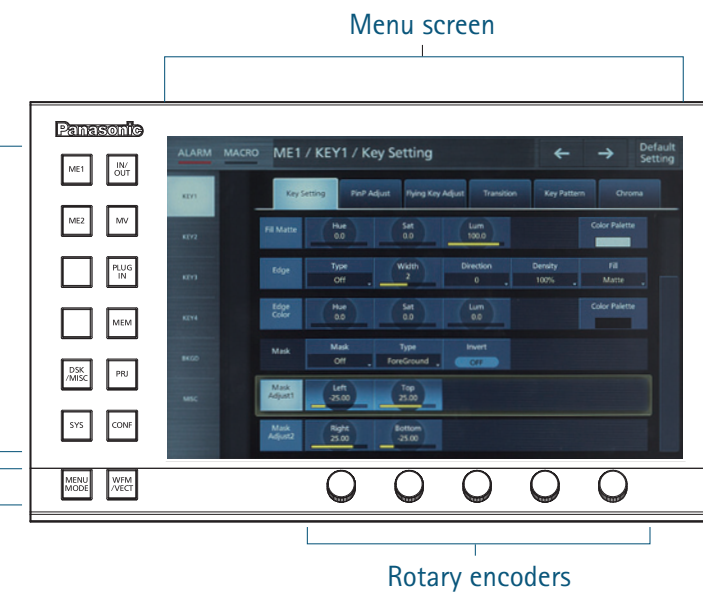 Menu screen
Panasonic
ME1
IN/
OUT
ME2
MV
PLUG
IN
MEM
DSK
/MISC
PRJ
SYS
CONF
MENU
MODE
WFM
/VECT
ALARM MACRO ME1 / KEY1 / Key Setting ← → Default
Setting
KEY1
KEY2
KEY3
KEY4
BKGD
MISC
Key Setting PinP Adjust Flying Key Adjust Transition Key Pattern Chroma
Fill Matte Hue Sat Lum Color Palette
0.0 0.0 100.0
Edge Type Width Direction Density Fill
Off 2 0 100% Matte
Edge
Color Hue Sat Lum Color Palette
0.0 0.0 0.0
Mask Mask Type Invert
Off ForeGround OFF
Mask
Adjust1 Left Top
-25.00 25.00
Mask
Adjust2 Right Bottom
25.00 -25.00
Rotary encoders